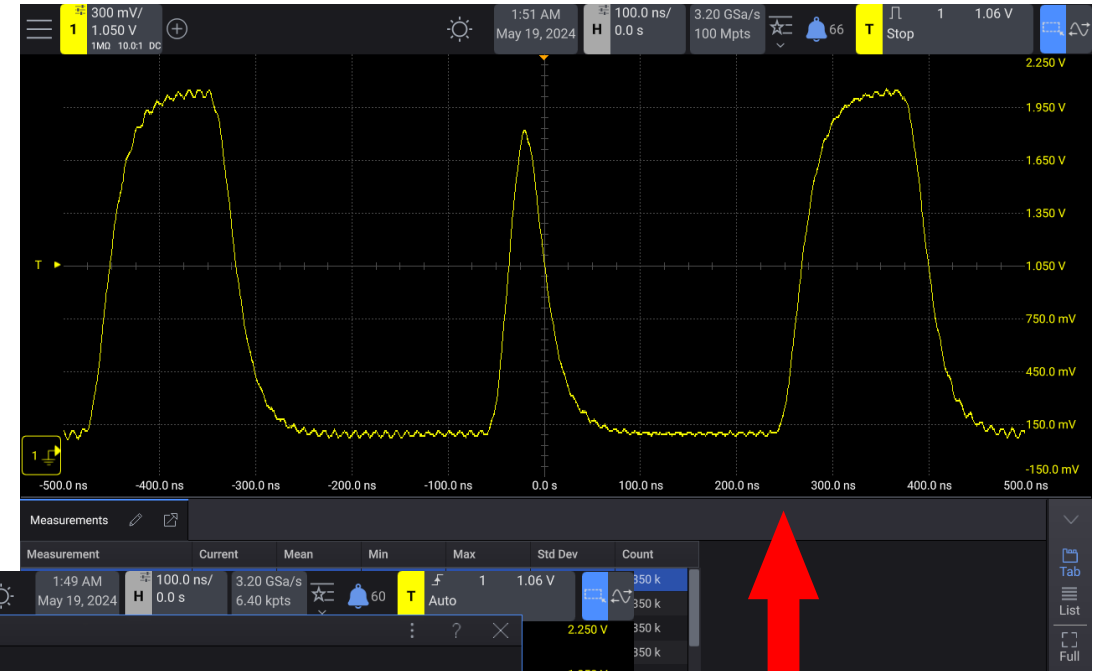 300 mV/ 1:51 AM 100.0 ns/ 3.20 GSa/s 1 1.06 V
1 1.050 V May 19, 2024 H 0.0 s 100 Mpts 66 T Stop
1MΩ 10.0:1 DC
2.250 V
1.950 V
1.650 V
1.350 V
T 1.050 V
750.0 mV
450.0 mV
150.0 mV
1
-150.0 mV
-500.0 ns -400.0 ns -300.0 ns -200.0 ns -100.0 ns 0.0 s 100.0 ns 200.0 ns 300.0 ns 400.0 ns 500.0 ns
Measurements
Measurement Current Mean Min Max Std Dev Count
Tab
List
Full
1:49 AM 100.0 ns/ 3.20 GSa/s 1 1.06 V 350 k
May 19, 2024 H 0.0 s 6.40 kpts 60 T Auto 350 k
? 2.250 V 350 k
350 k